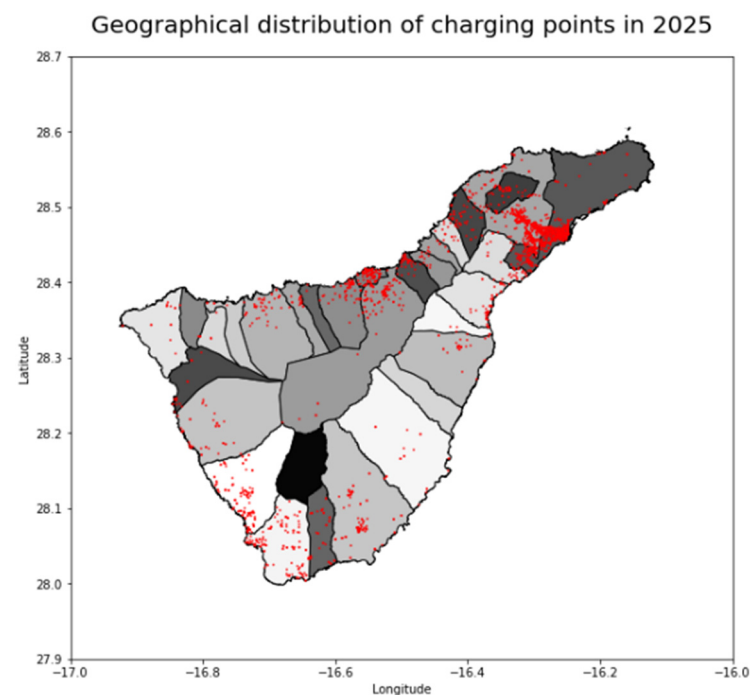 Geographical distribution of charging points in 2025
28.7
28.6
28.5
28.4
28.3
28.2
28.1
28.0
27.9
Latitude
−17.0 −16.8 −16.6 −16.4 −16.2 −16.0
Longitude